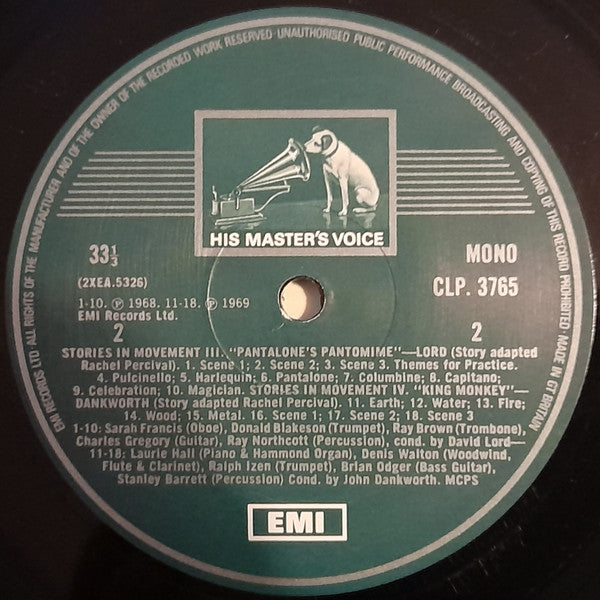 EMI RECORDS LTD ALL RIGHTS OF THE MANUFACTURER AND OF THE OWNER OF THE RECORDED WORK RESERVED · UNAUTHORISED PUBLIC PERFORMANCE BROADCASTING AND COPYING OF THIS RECORD PROHIBITED · MADE IN GT BRITAIN
HIS MASTER'S VOICE
33⅓ MONO
(2XEA.5326) CLP. 3765
1-10. ℗ 1968. 11-18. ℗ 1969
EMI Records Ltd.
2 2
STORIES IN MOVEMENT III. "PANTALONE'S PANTOMIME"—LORD (Story adapted
Rachel Percival). 1. Scene 1; 2. Scene 2; 3. Scene 3. Themes for Practice.
4. Pulcinello; 5. Harlequin; 6. Pantalone; 7. Columbine; 8. Capitano;
9. Celebration; 10. Magician. STORIES IN MOVEMENT IV. "KING MONKEY"—
DANKWORTH (Story adapted Rachel Percival). 11. Earth; 12. Water; 13. Fire;
14. Wood; 15. Metal. 16. Scene 1; 17. Scene 2; 18. Scene 3
1-10: Sarah Francis (Oboe), Donald Blakeson (Trumpet), Ray Brown (Trombone),
Charles Gregory (Guitar), Ray Northcott (Percussion), cond. by David Lord—
11-18: Laurie Hall (Piano & Hammond Organ), Denis Walton (Woodwind,
Flute & Clarinet), Ralph Izen (Trumpet), Brian Odger (Bass Guitar),
Stanley Barrett (Percussion) Cond. by John Dankworth. MCPS
EMI